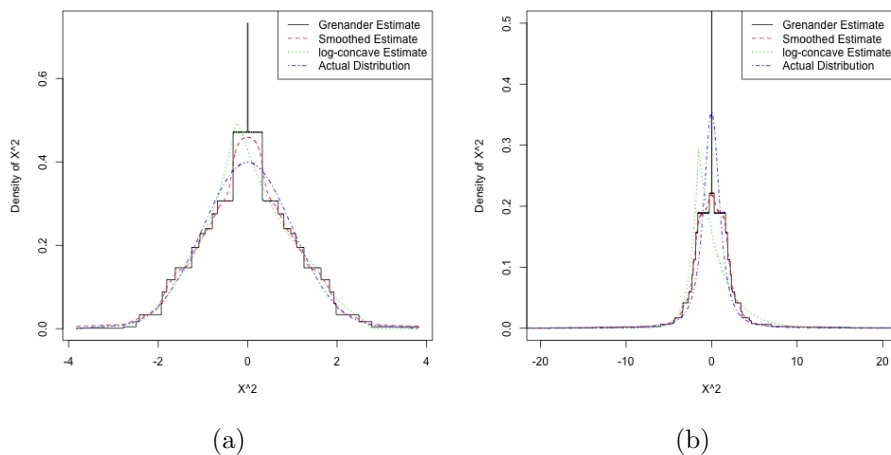 Grenander Estimate
Smoothed Estimate
log-concave Estimate
Actual Distribution
Density of X^2
0.0
0.2
0.4
0.6
-4
-2
0
2
4
X^2
(a)
Grenander Estimate
Smoothed Estimate
log-concave Estimate
Actual Distribution
Density of X^2
0.0
0.1
0.2
0.3
0.4
0.5
-20
-10
0
10
20
X^2
(b)